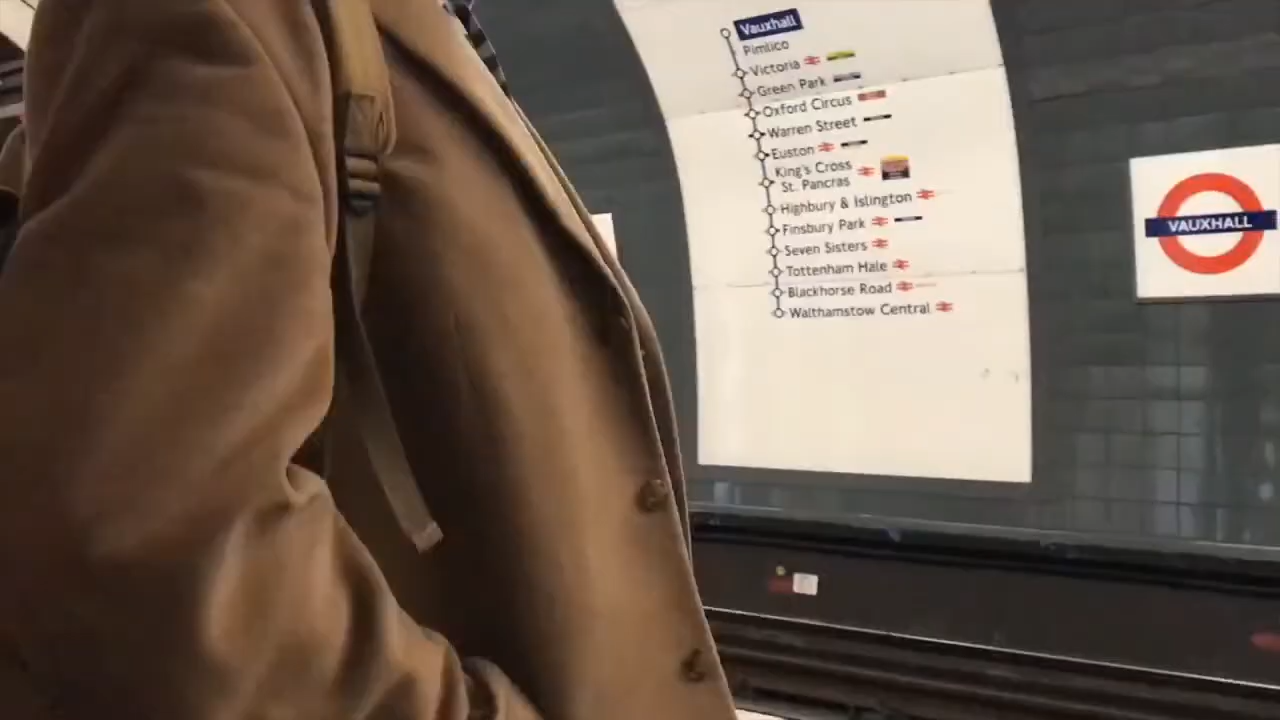 Vauxhall
Pimlico
Victoria
Green Park
Oxford Circus
Warren Street
Euston
King's Cross
St. Pancras
Highbury & Islington
Finsbury Park
Seven Sisters
Tottenham Hale
Blackhorse Road
Walthamstow Central
VAUXHALL